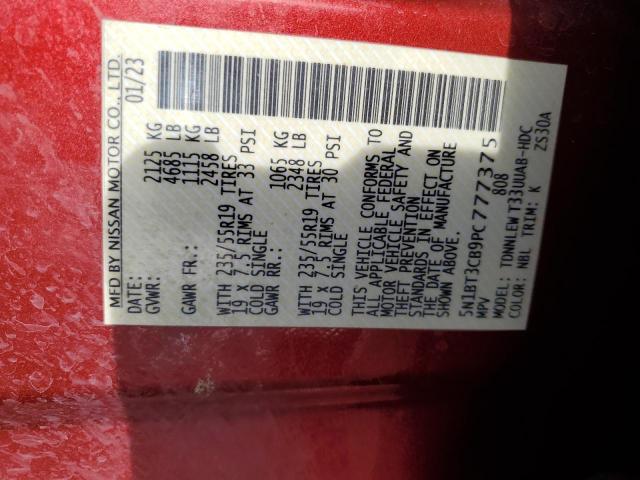 MFD BY NISSAN MOTOR CO., LTD.
DATE: 01/23
GVWR: 2125 KG
4685 LB
GAWR FR.: 1115 KG
2458 LB
WITH 235/55R19 TIRES
19 X 7.5 RIMS AT 33 PSI
COLD SINGLE
GAWR RR.: 1065 KG
2348 LB
WITH 235/55R19 TIRES
19 X 7.5 RIMS AT 30 PSI
COLD SINGLE
THIS VEHICLE CONFORMS TO
ALL APPLICABLE FEDERAL
MOTOR VEHICLE SAFETY AND
THEFT PREVENTION
STANDARDS IN EFFECT ON
THE DATE OF MANUFACTURE
SHOWN ABOVE.
5N1BT3CB9PC777375
MPV 808
MODEL: TDNNLEW T33UUAB-HDC
COLOR: NBL TRIM: K ZS30A